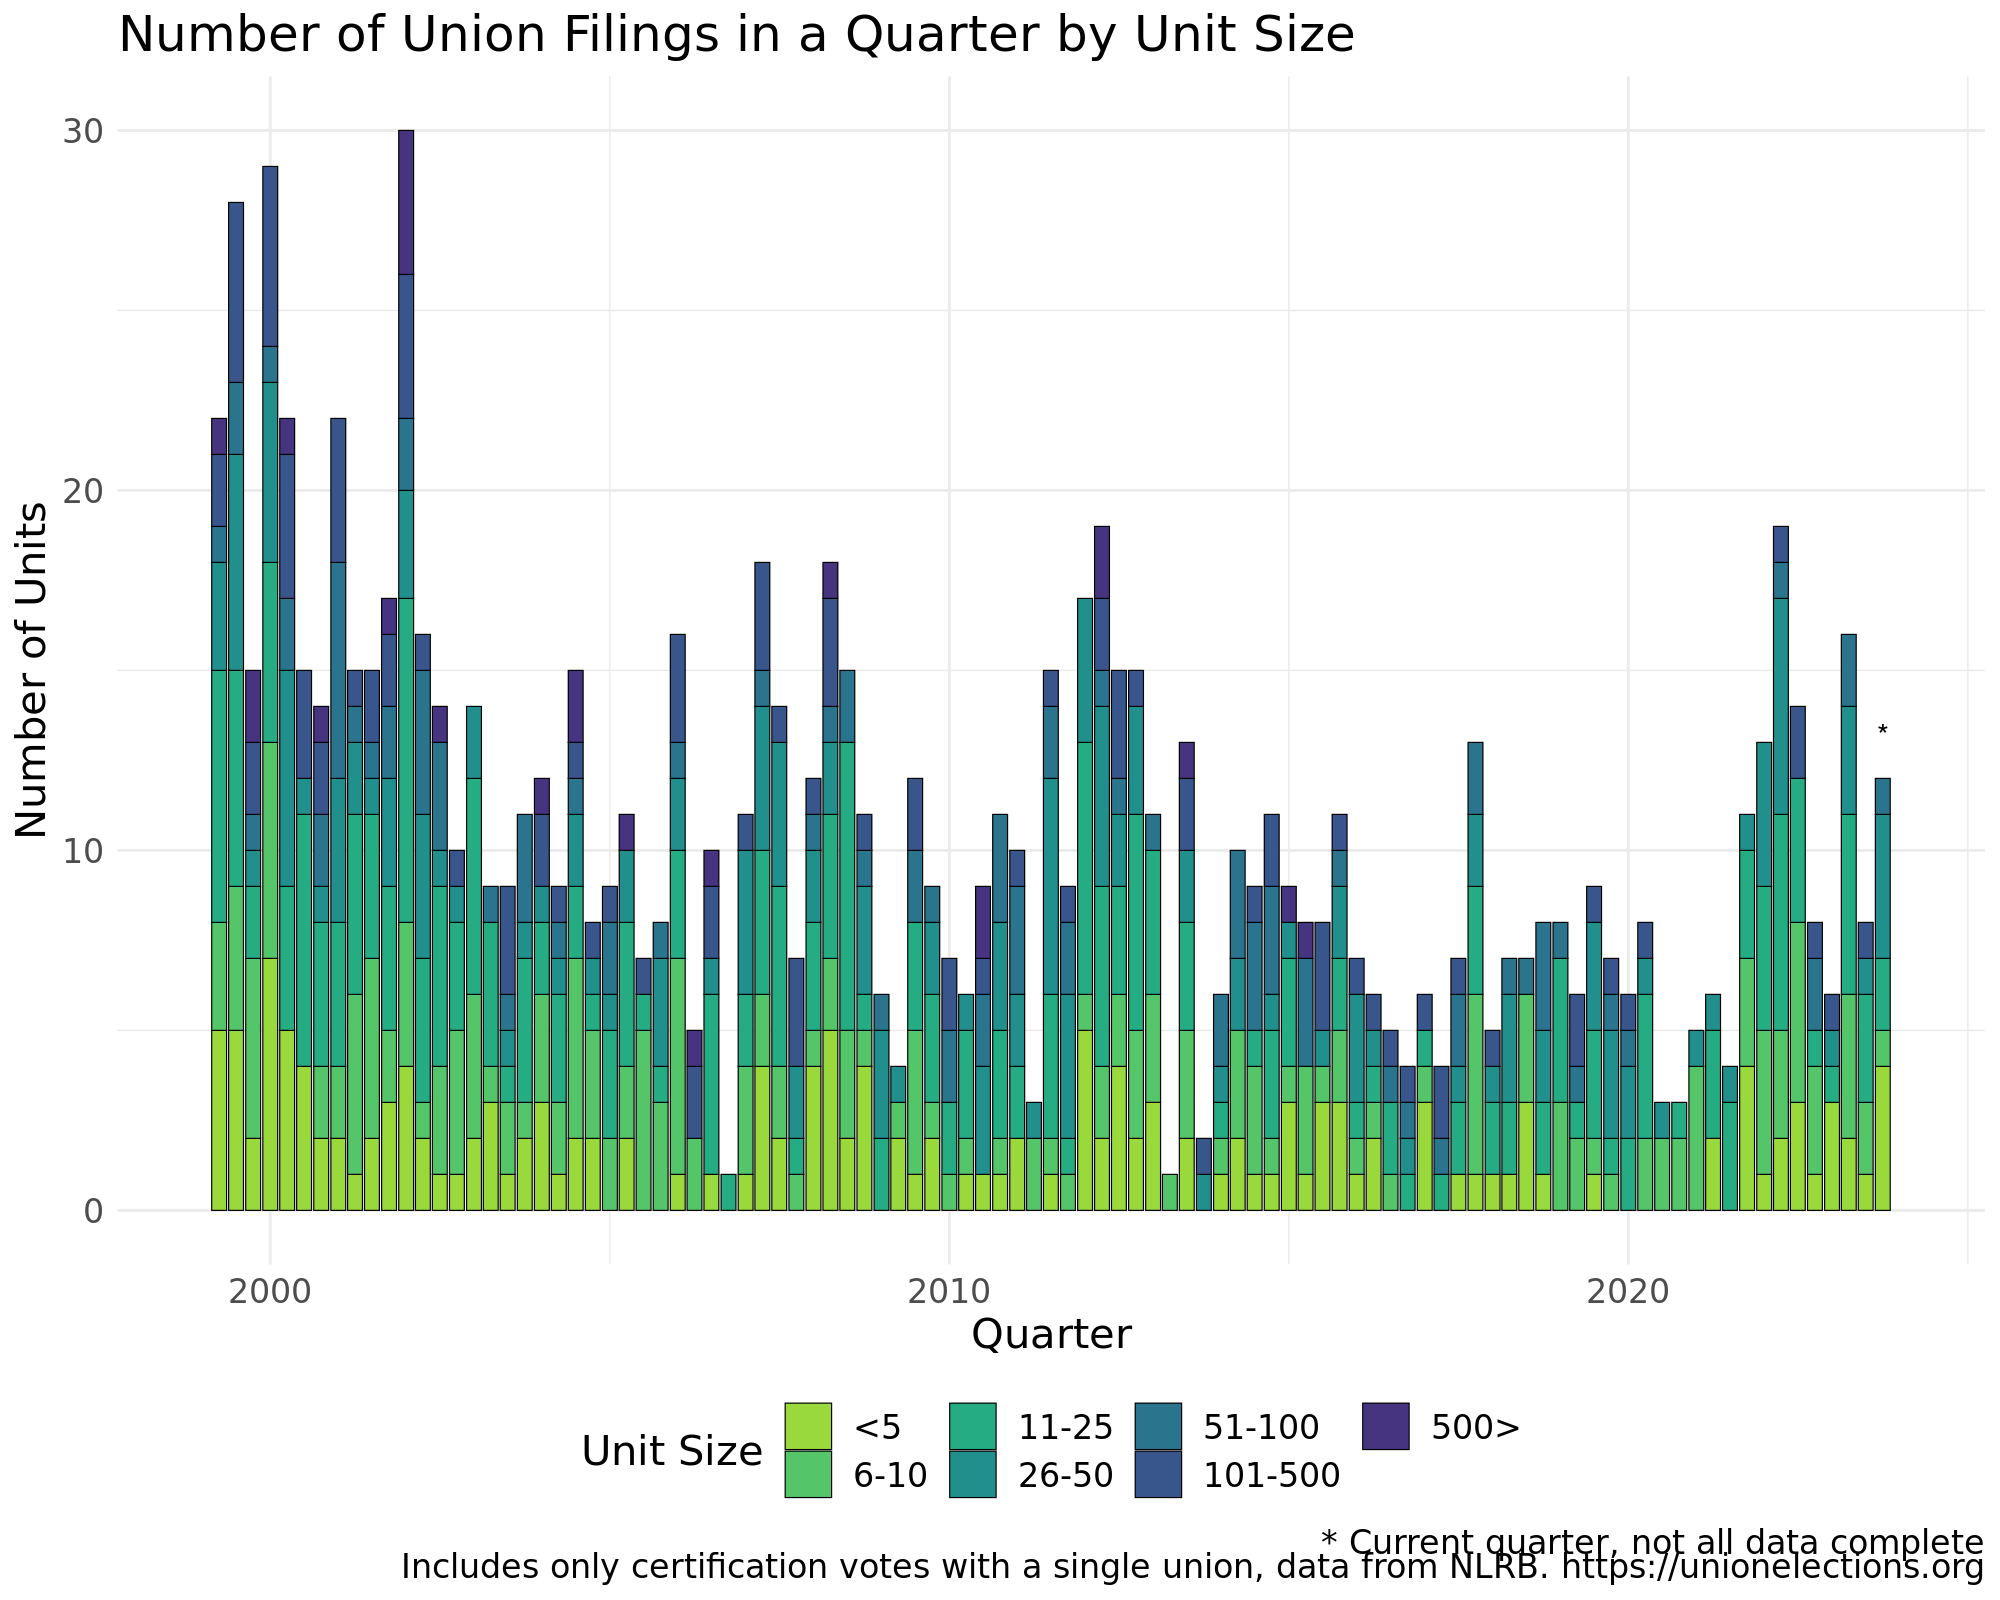 Number of Union Filings in a Quarter by Unit Size
30
20
10
0
Number of Units
*
2000 2010 2020
Quarter
Unit Size
<5 11-25 51-100 500>
6-10 26-50 101-500
* Current quarter, not all data complete
Includes only certification votes with a single union, data from NLRB. https://unionelections.org